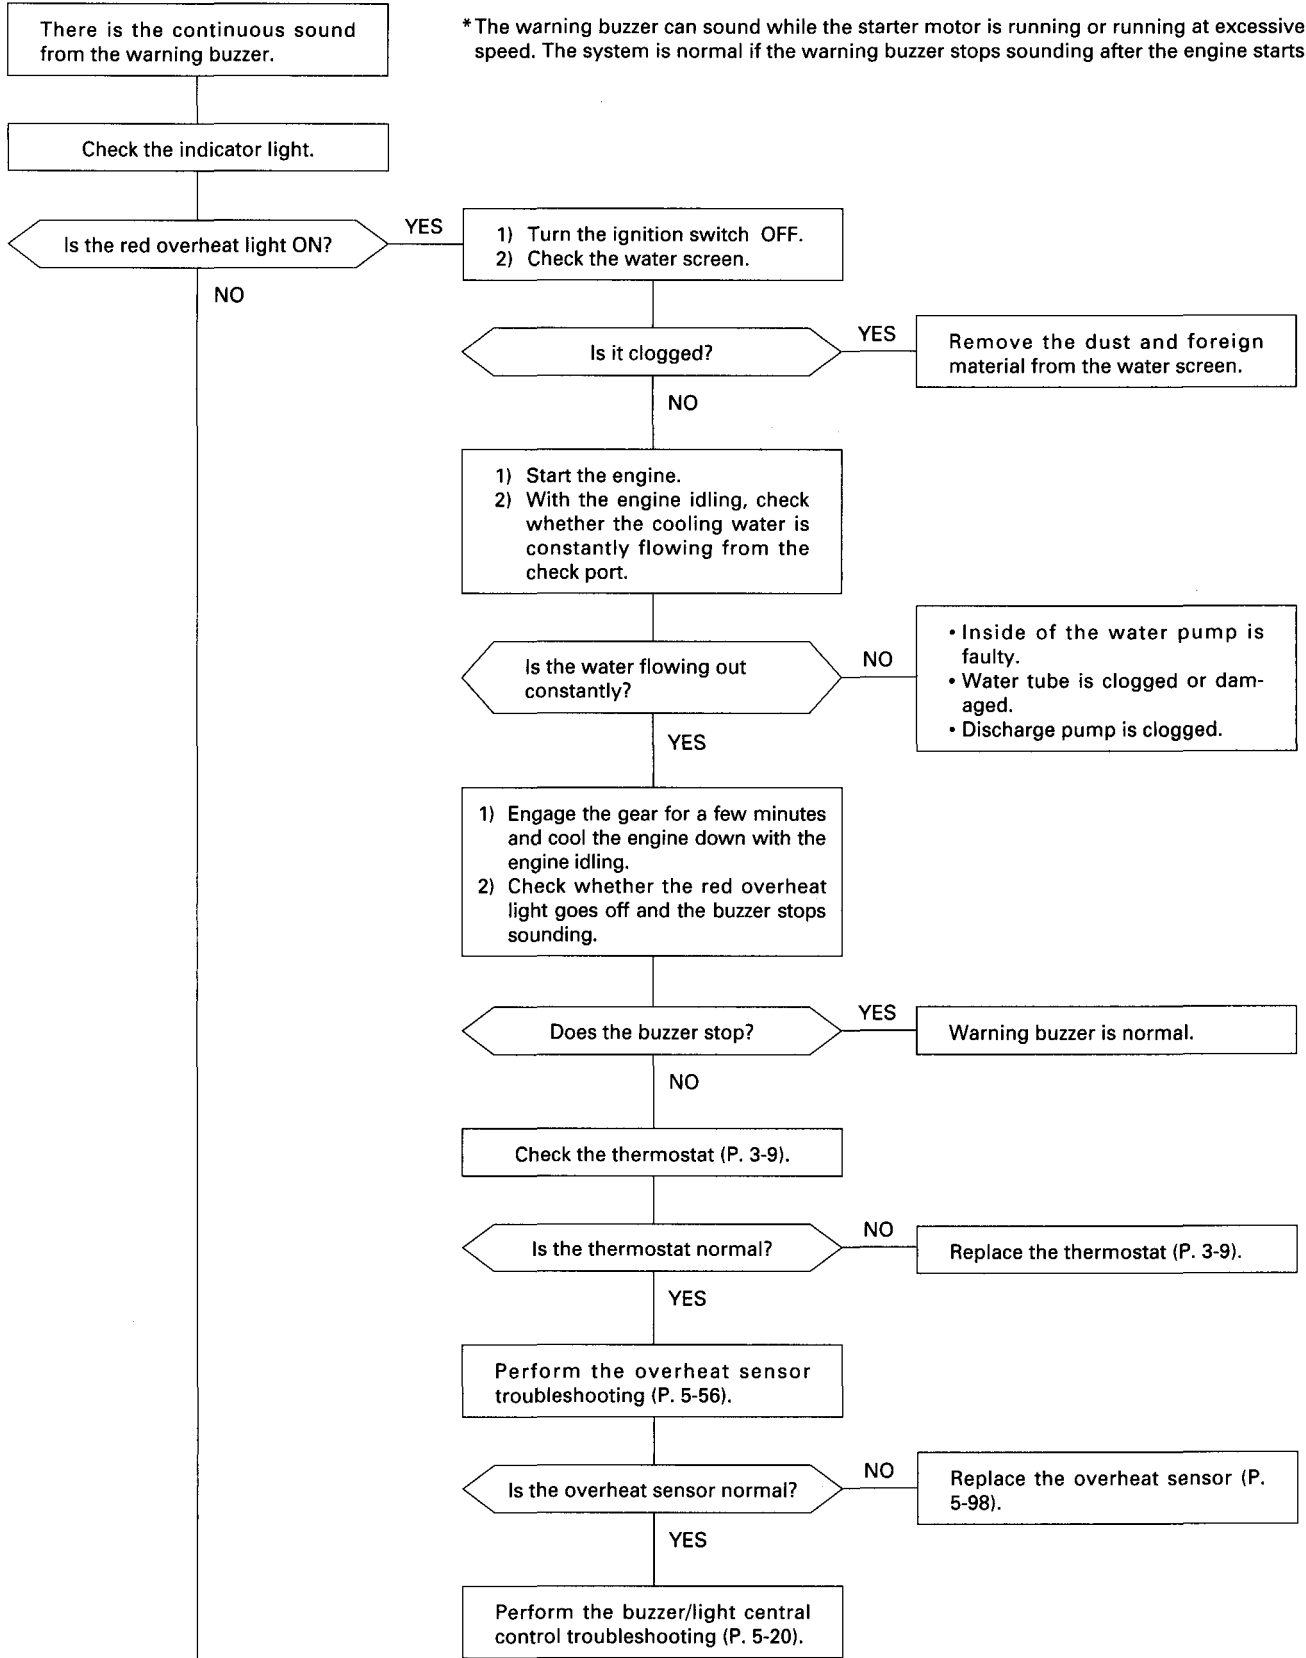 There is the continuous sound
from the warning buzzer.
* The warning buzzer can sound while the starter motor is running or running at excessive
speed. The system is normal if the warning buzzer stops sounding after the engine starts
Check the indicator light.
Is the red overheat light ON?
YES
1) Turn the ignition switch OFF.
2) Check the water screen.
NO
Is it clogged?
YES
Remove the dust and foreign
material from the water screen.
NO
1) Start the engine.
2) With the engine idling, check
whether the cooling water is
constantly flowing from the
check port.
Is the water flowing out
constantly?
NO
• Inside of the water pump is
faulty.
• Water tube is clogged or dam-
aged.
• Discharge pump is clogged.
YES
1) Engage the gear for a few minutes
and cool the engine down with the
engine idling.
2) Check whether the red overheat
light goes off and the buzzer stops
sounding.
Does the buzzer stop?
YES
Warning buzzer is normal.
NO
Check the thermostat (P. 3-9).
Is the thermostat normal?
NO
Replace the thermostat (P. 3-9).
YES
Perform the overheat sensor
troubleshooting (P. 5-56).
Is the overheat sensor normal?
NO
Replace the overheat sensor (P.
5-98).
YES
Perform the buzzer/light central
control troubleshooting (P. 5-20).